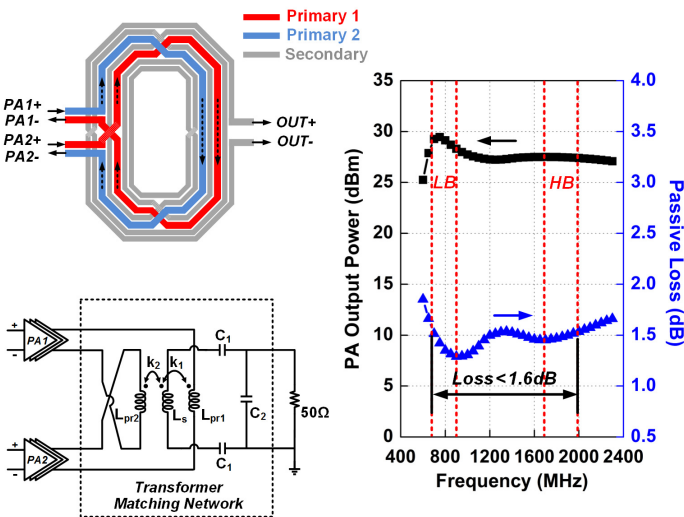 Primary 1
Primary 2
Secondary
PA1+
PA1-
PA2+
PA2-
OUT+
OUT-
+
-
PA1
+
-
PA2
k₂
k₁
Lpr2
Ls
Lpr1
C₁
C₂
C₁
50Ω
Transformer
Matching Network
PA Output Power (dBm)
35
30
25
20
15
10
5
0
LB
HB
Loss<1.6dB
4.0
3.5
3.0
2.5
2.0
1.5
1.0
0.5
Passive Loss (dB)
400 800 1200 1600 2000 2400
Frequency (MHz)